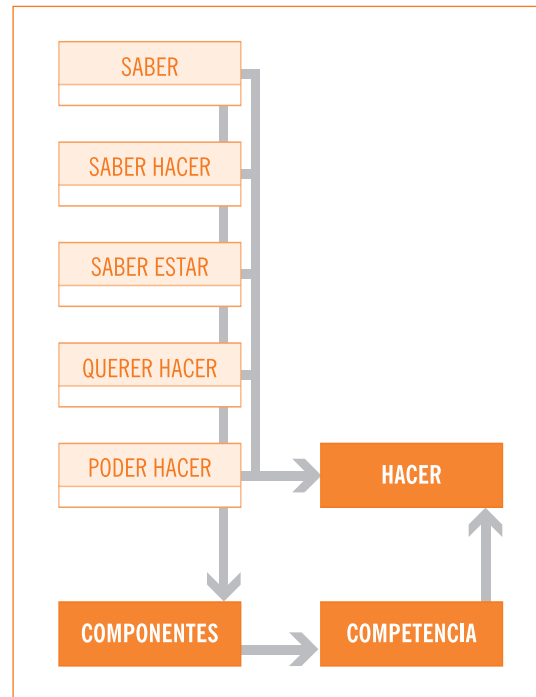 SABER
SABER HACER
SABER ESTAR
QUERER HACER
PODER HACER
HACER
COMPONENTES
COMPETENCIA